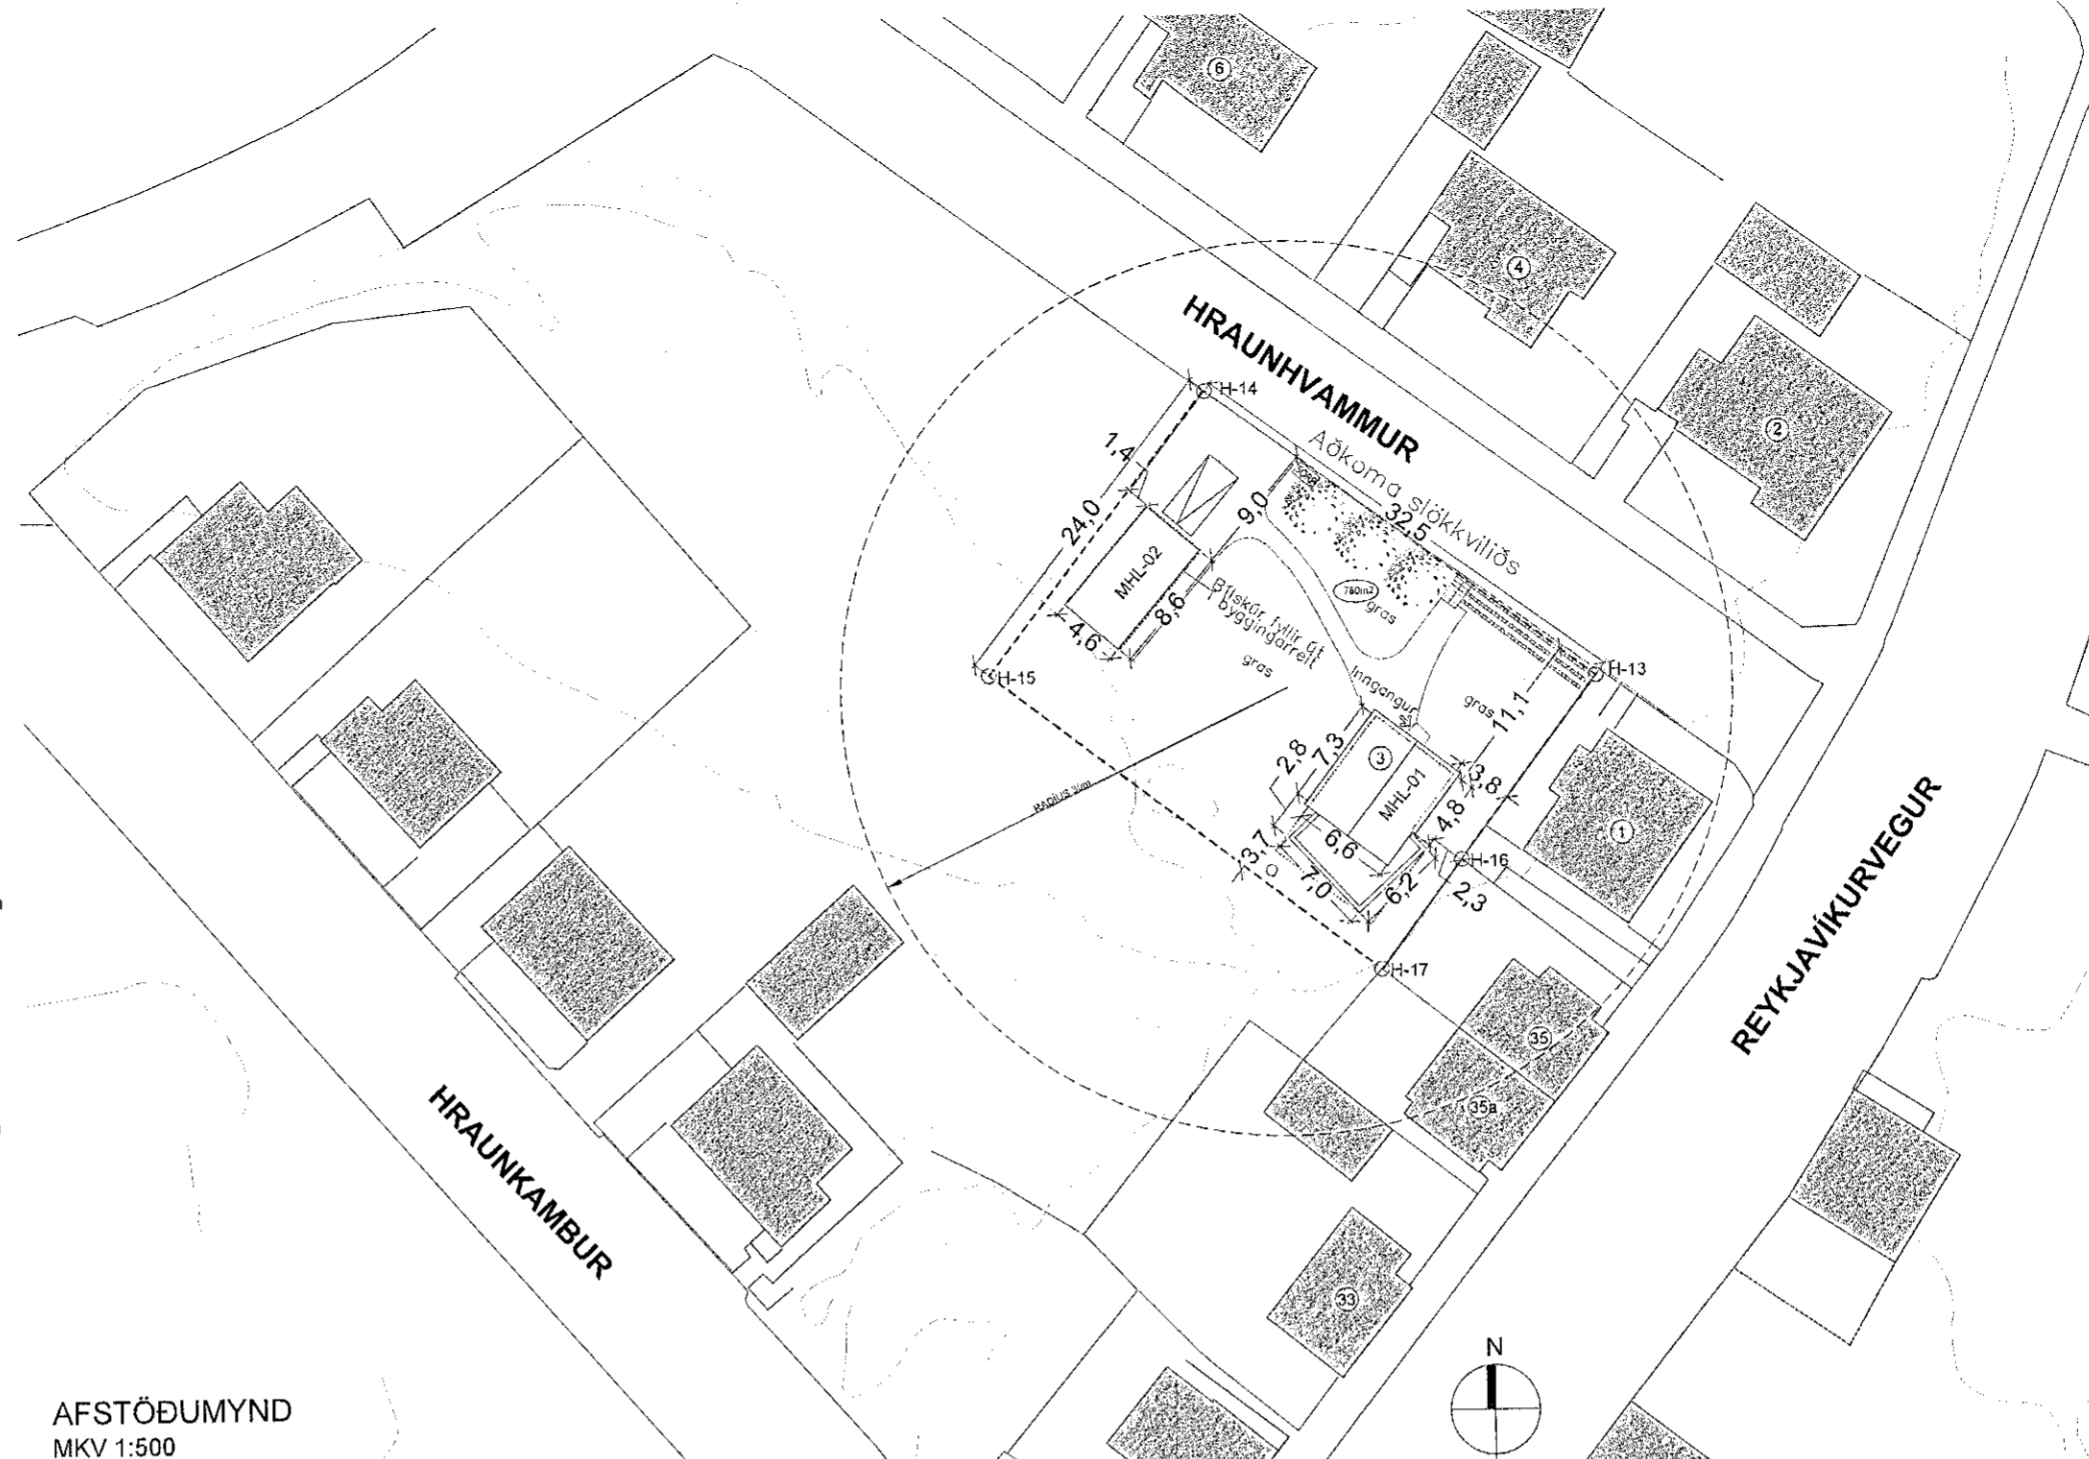 6
4
2
HRAUNHVAMMUR
Aðkoma slökkviliðs
H-14
1,4
24,0
9,0
32,5
MHL-02
8,6
4,6
Bílskúr fyllir út
í byggingarreit
780m2
gras
gras
gras
Inngangur
H-15
H-13
11,1
2,8
7,3
3
MHL-01
3,8
4,8
6,6
3,7
7,0
6,2
2,3
H-16
H-17
1
35
35a
33
REYKJAVÍKURVEGUR
HRAUNKAMBUR
N
AFSTÖÐUMYND
MKV 1:500